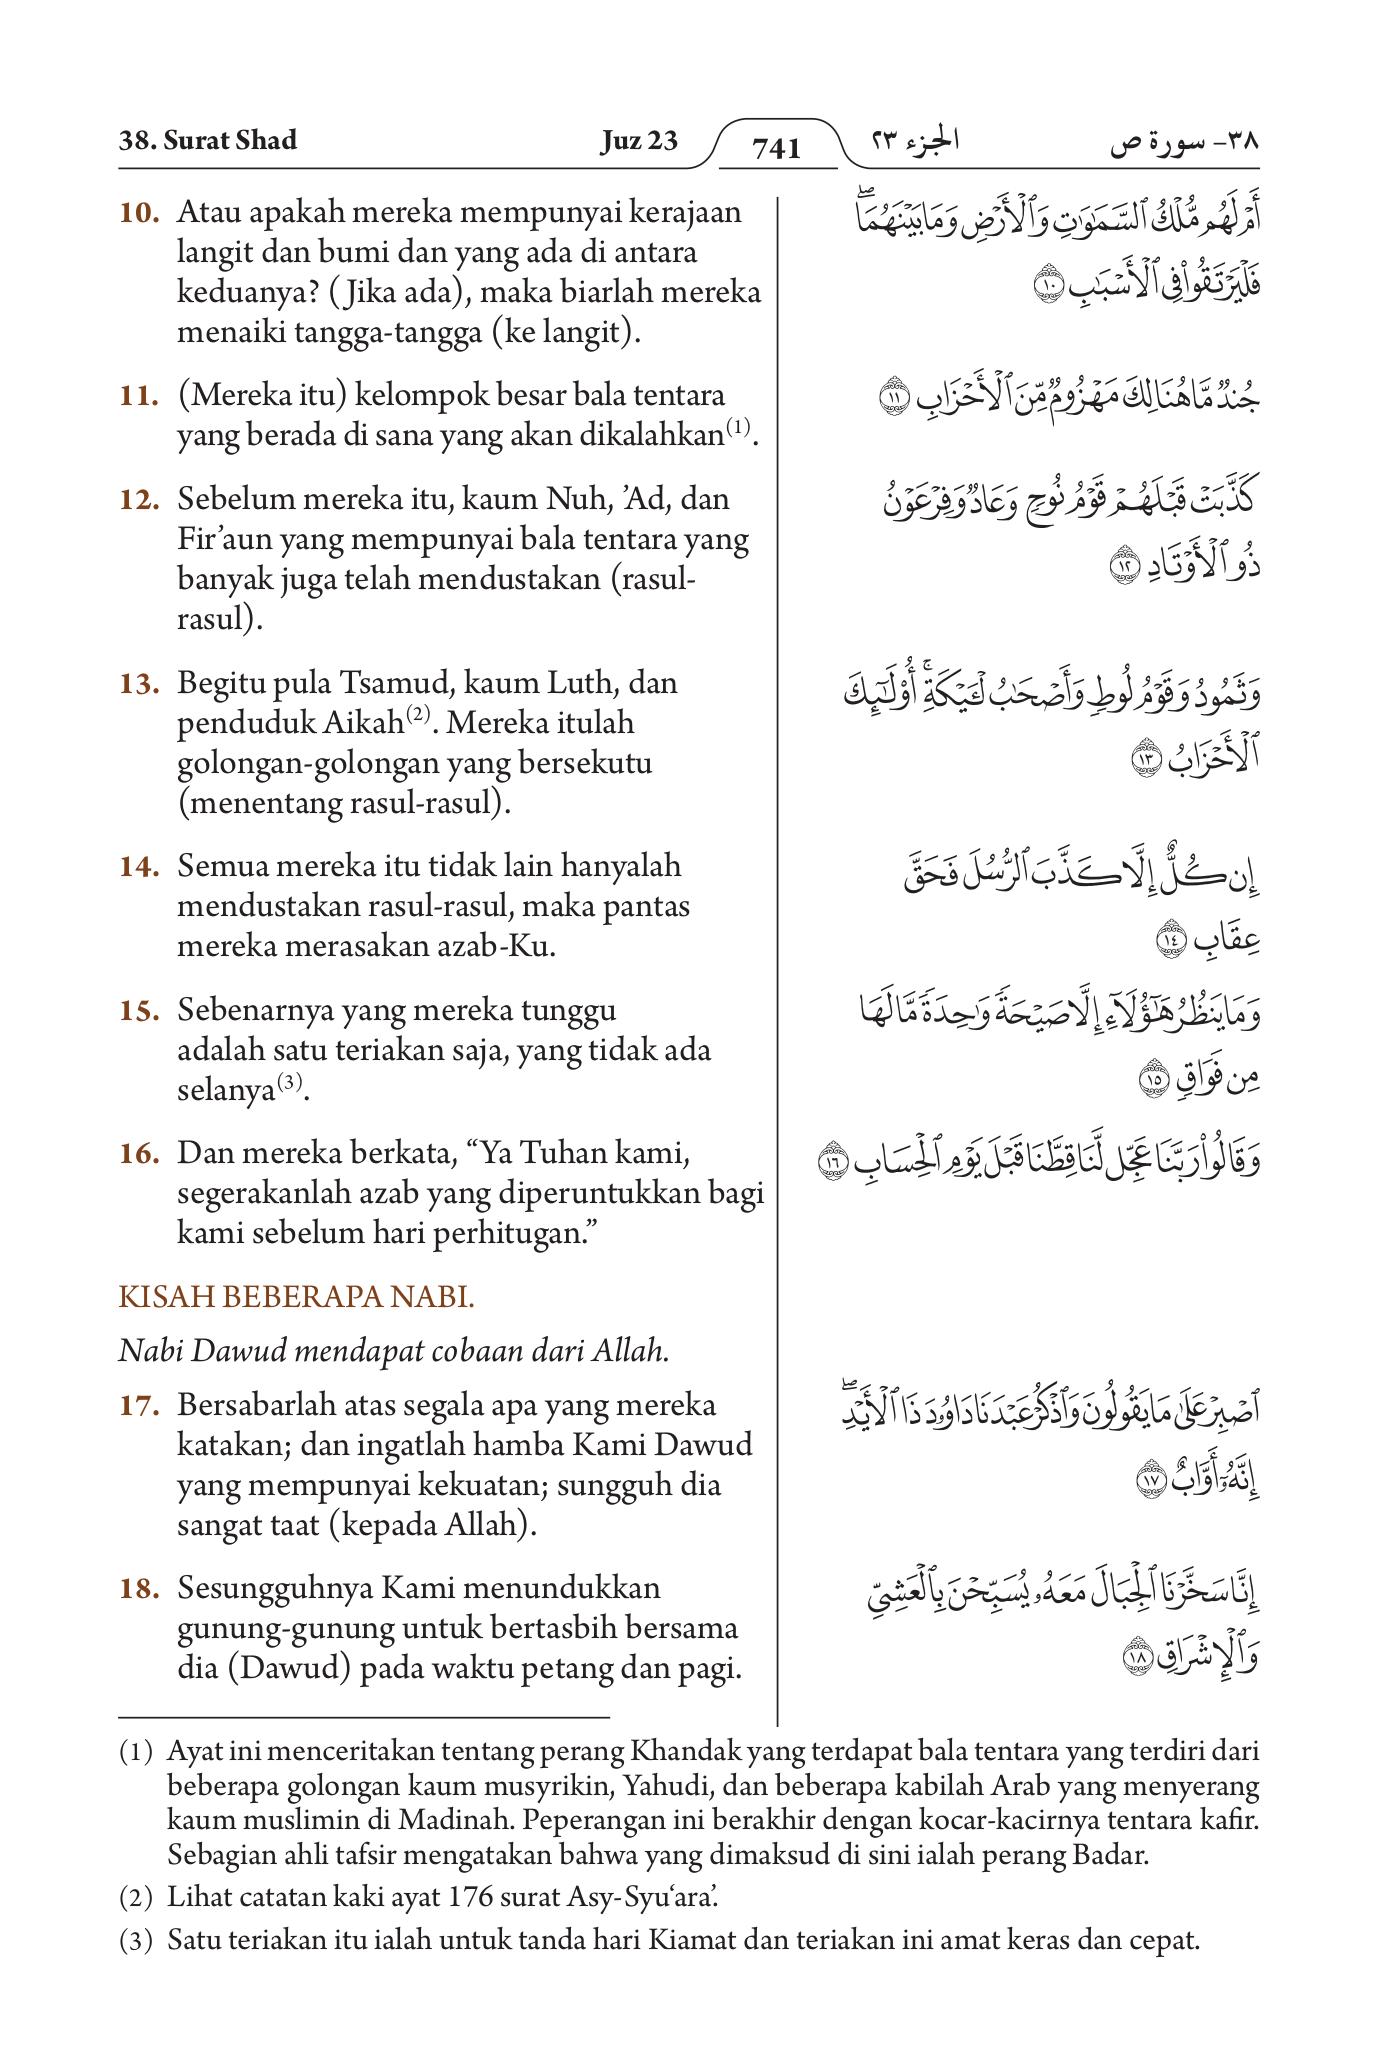 38. Surat Shad
Juz 23
741
الجزء ٢٣
٣٨- سورة ص
10. Atau apakah mereka mempunyai kerajaan
langit dan bumi dan yang ada di antara
keduanya? (Jika ada), maka biarlah mereka
menaiki tangga-tangga (ke langit).
11. (Mereka itu) kelompok besar bala tentara
yang berada di sana yang akan dikalahkan(1).
12. Sebelum mereka itu, kaum Nuh, ’Ad, dan
Fir’aun yang mempunyai bala tentara yang
banyak juga telah mendustakan (rasul-
rasul).
13. Begitu pula Tsamud, kaum Luth, dan
penduduk Aikah(2). Mereka itulah
golongan-golongan yang bersekutu
(menentang rasul-rasul).
14. Semua mereka itu tidak lain hanyalah
mendustakan rasul-rasul, maka pantas
mereka merasakan azab-Ku.
15. Sebenarnya yang mereka tunggu
adalah satu teriakan saja, yang tidak ada
selanya(3).
16. Dan mereka berkata, “Ya Tuhan kami,
segerakanlah azab yang diperuntukkan bagi
kami sebelum hari perhitugan.”
KISAH BEBERAPA NABI.
Nabi Dawud mendapat cobaan dari Allah.
17. Bersabarlah atas segala apa yang mereka
katakan; dan ingatlah hamba Kami Dawud
yang mempunyai kekuatan; sungguh dia
sangat taat (kepada Allah).
18. Sesungguhnya Kami menundukkan
gunung-gunung untuk bertasbih bersama
dia (Dawud) pada waktu petang dan pagi.
أَمۡ لَهُم مُّلۡكُ ٱلسَّمَٰوَٰتِ وَٱلۡأَرۡضِ وَمَا بَيۡنَهُمَاۖ
فَلۡيَرۡتَقُواْ فِي ٱلۡأَسۡبَٰبِ ١٠
جُندٞ مَّا هُنَالِكَ مَهۡزُومٞ مِّنَ ٱلۡأَحۡزَابِ ١١
كَذَّبَتۡ قَبۡلَهُمۡ قَوۡمُ نُوحٖ وَعَادٞ وَفِرۡعَوۡنُ
ذُو ٱلۡأَوۡتَادِ ١٢
وَثَمُودُ وَقَوۡمُ لُوطٖ وَأَصۡحَٰبُ لۡـَٔيۡكَةِۚ أُوْلَٰٓئِكَ
ٱلۡأَحۡزَابُ ١٣
إِن كُلٌّ إِلَّا كَذَّبَ ٱلرُّسُلَ فَحَقَّ
عِقَابِ ١٤
وَمَا يَنظُرُ هَٰٓؤُلَآءِ إِلَّا صَيۡحَةٗ وَٰحِدَةٗ مَّا لَهَا
مِن فَوَاقٖ ١٥
وَقَالُواْ رَبَّنَا عَجِّل لَّنَا قِطَّنَا قَبۡلَ يَوۡمِ ٱلۡحِسَابِ ١٦
ٱصۡبِرۡ عَلَىٰ مَا يَقُولُونَ وَٱذۡكُرۡ عَبۡدَنَا دَاوُۥدَ ذَا ٱلۡأَيۡدِۖ
إِنَّهُۥٓ أَوَّابٌ ١٧
إِنَّا سَخَّرۡنَا ٱلۡجِبَالَ مَعَهُۥ يُسَبِّحۡنَ بِٱلۡعَشِيِّ
وَٱلۡإِشۡرَاقِ ١٨
(1) Ayat ini menceritakan tentang perang Khandak yang terdapat bala tentara yang terdiri dari
beberapa golongan kaum musyrikin, Yahudi, dan beberapa kabilah Arab yang menyerang
kaum muslimin di Madinah. Peperangan ini berakhir dengan kocar-kacirnya tentara kafir.
Sebagian ahli tafsir mengatakan bahwa yang dimaksud di sini ialah perang Badar.
(2) Lihat catatan kaki ayat 176 surat Asy-Syu‘ara’.
(3) Satu teriakan itu ialah untuk tanda hari Kiamat dan teriakan ini amat keras dan cepat.